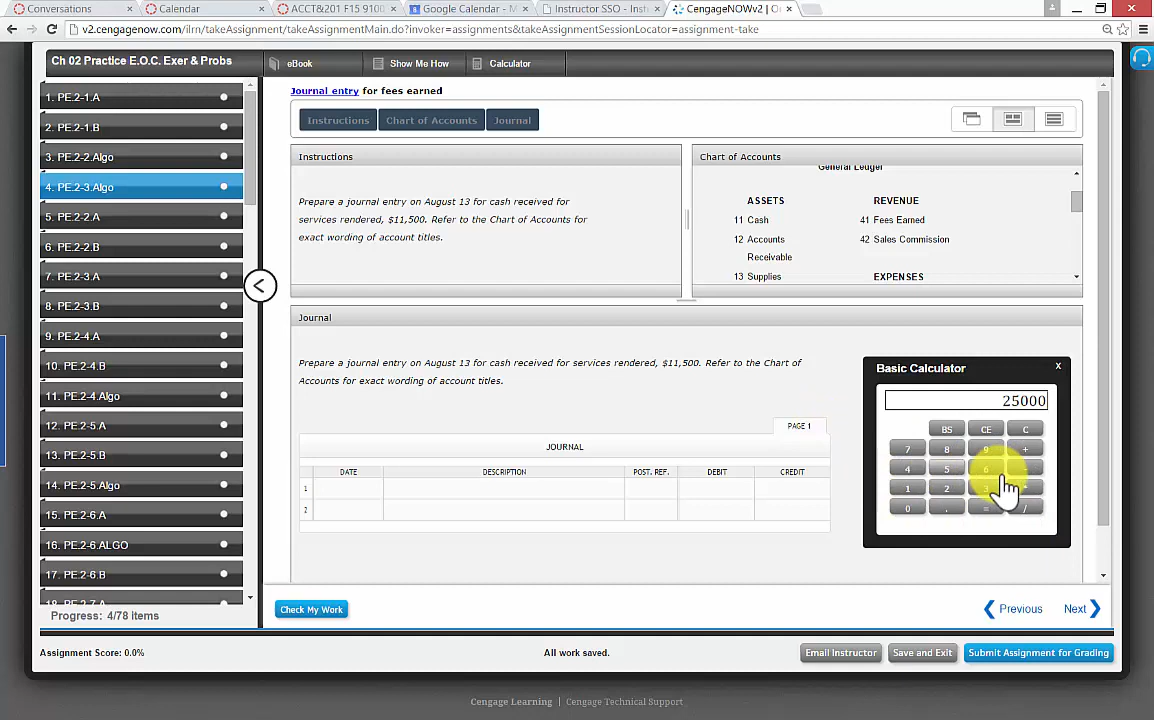 Conversations
Calendar
ACCT&201 F15 9100
Google Calendar - M
Instructor SSO - Inst
CengageNOWv2 | O
v2.cengagenow.com/ilrn/takeAssignment/takeAssignmentMain.do?invoker=assignments&takeAssignmentSessionLocator=assignment-take
Ch 02 Practice E.O.C. Exer & Probs
eBook
Show Me How
Calculator
1. PE.2-1.A
2. PE.2-1.B
3. PE.2-2.Algo
4. PE.2-3.Algo
5. PE.2-2.A
6. PE.2-2.B
7. PE.2-3.A
8. PE.2-3.B
9. PE.2-4.A
10. PE.2-4.B
11. PE.2-4.Algo
12. PE.2-5.A
13. PE.2-5.B
14. PE.2-5.Algo
15. PE.2-6.A
16. PE.2-6.ALGO
17. PE.2-6.B
18. PE.2-7.A
Progress: 4/78 items
Journal entry for fees earned
Instructions
Chart of Accounts
Journal
Instructions
Prepare a journal entry on August 13 for cash received for
services rendered, $11,500. Refer to the Chart of Accounts for
exact wording of account titles.
Chart of Accounts
General Ledger
ASSETS REVENUE
11 Cash 41 Fees Earned
12 Accounts 42 Sales Commission
Receivable
13 Supplies EXPENSES
Journal
Prepare a journal entry on August 13 for cash received for services rendered, $11,500. Refer to the Chart of
Accounts for exact wording of account titles.
PAGE 1
JOURNAL
DATE DESCRIPTION POST. REF. DEBIT CREDIT
1
2
Basic Calculator X
25000
BS CE C
7 8 9 +
4 5 6 -
1 2 3 *
0 . = /
Check My Work
Previous
Next
Assignment Score: 0.0%
All work saved.
Email Instructor
Save and Exit
Submit Assignment for Grading
Cengage Learning | Cengage Technical Support